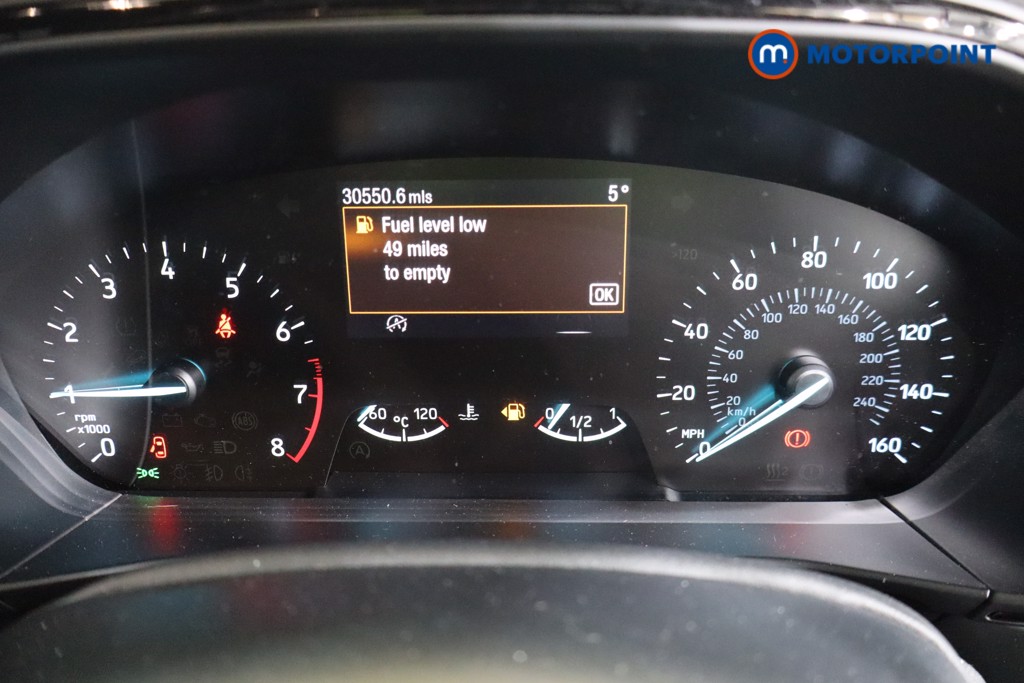 m. MOTORPOINT
30550.6 mls 5°
Fuel level low
49 miles
to empty
OK
0 1 2 3 4 5 6 7 8
rpm
x1000
60 °C 120
0 1/2 1
0 20 40 60 80 100 120 140 160
MPH
0 20 40 60 80 100 120 140 160 180 200 220 240
km/h
A
ABS